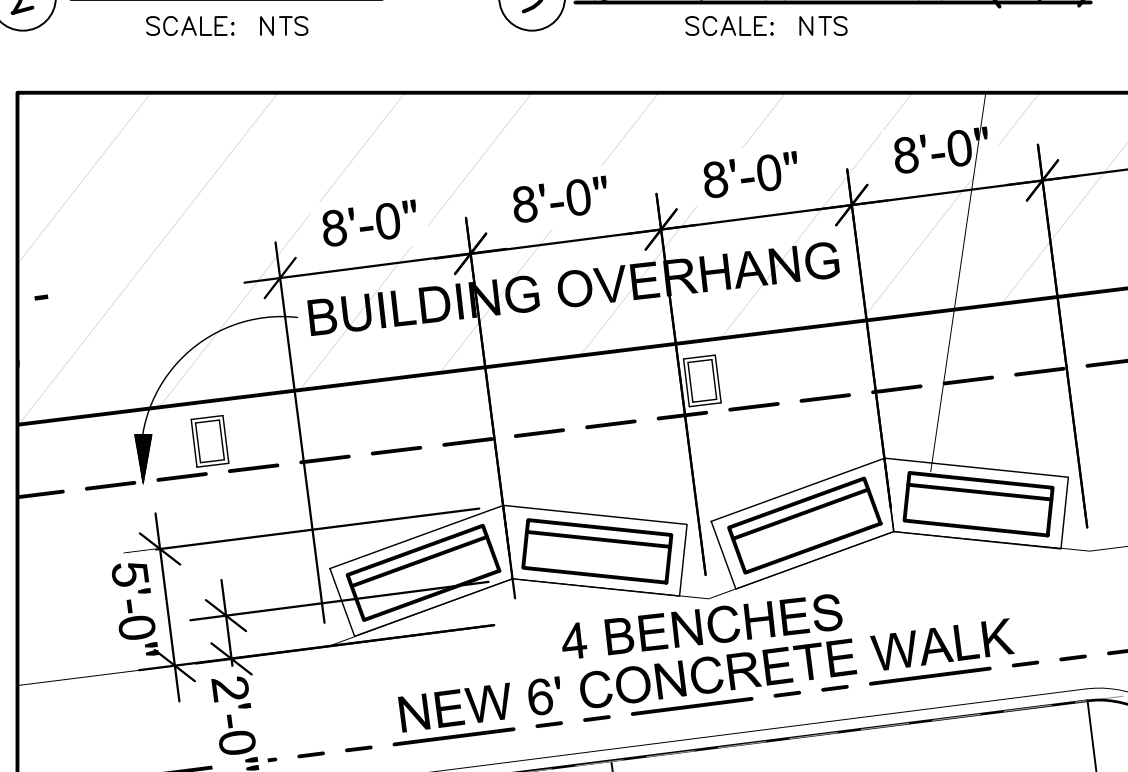 2
SCALE: NTS
SCALE: NTS
8'-0"
8'-0"
8'-0"
8'-0"
BUILDING OVERHANG
5'-0"
2'-0"
4 BENCHES
NEW 6' CONCRETE WALK